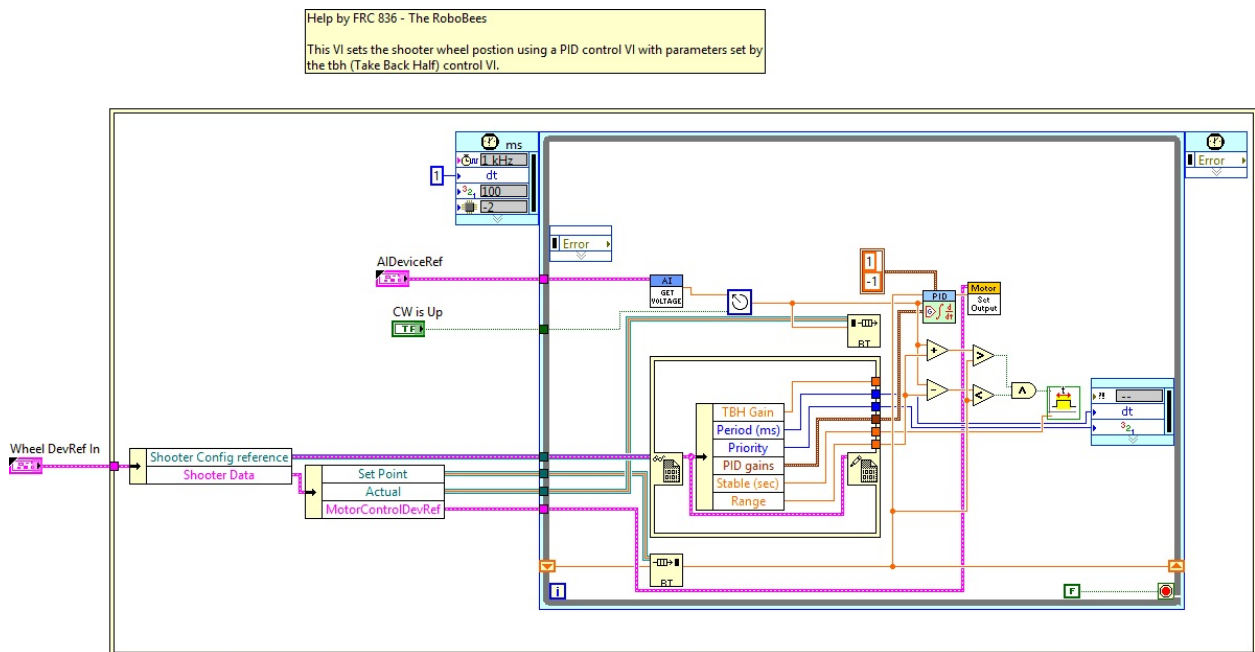 Help by FRC 836 - The RoboBees
This VI sets the shooter wheel postion using a PID control VI with parameters set by
the tbh (Take Back Half) control VI.
ms
1 kHz
1
dt
100
-2
Error
Error
AIDeviceRef
AI
GET
VOLTAGE
CW is Up
TF
1
-1
PID
Motor
Set
Output
RT
TBH Gain
Period (ms)
Priority
PID gains
Stable (sec)
Range
--
dt
Wheel DevRef In
Shooter Config reference
Shooter Data
Set Point
Actual
MotorControlDevRef
RT
i
F